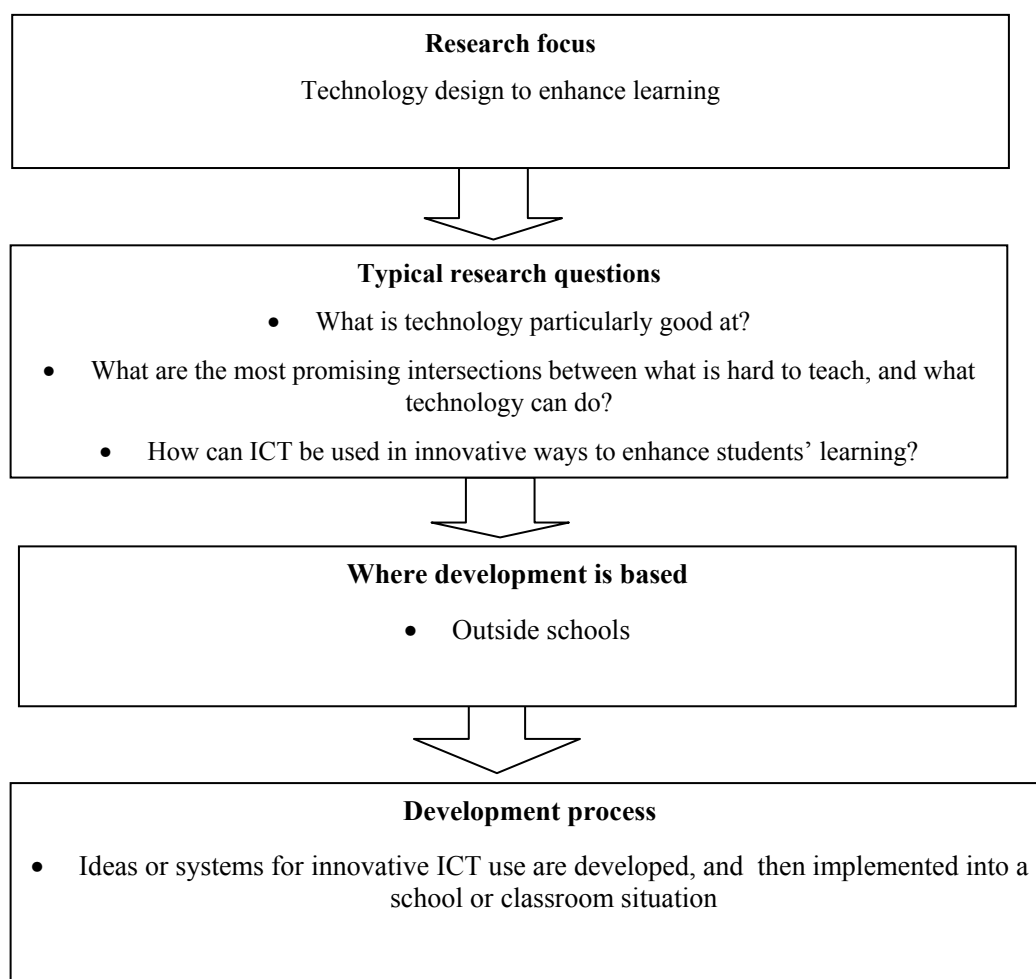 Research focus
Technology design to enhance learning
Typical research questions
• What is technology particularly good at?
• What are the most promising intersections between what is hard to teach, and what
technology can do?
• How can ICT be used in innovative ways to enhance students’ learning?
Where development is based
• Outside schools
Development process
• Ideas or systems for innovative ICT use are developed, and  then implemented into a
school or classroom situation